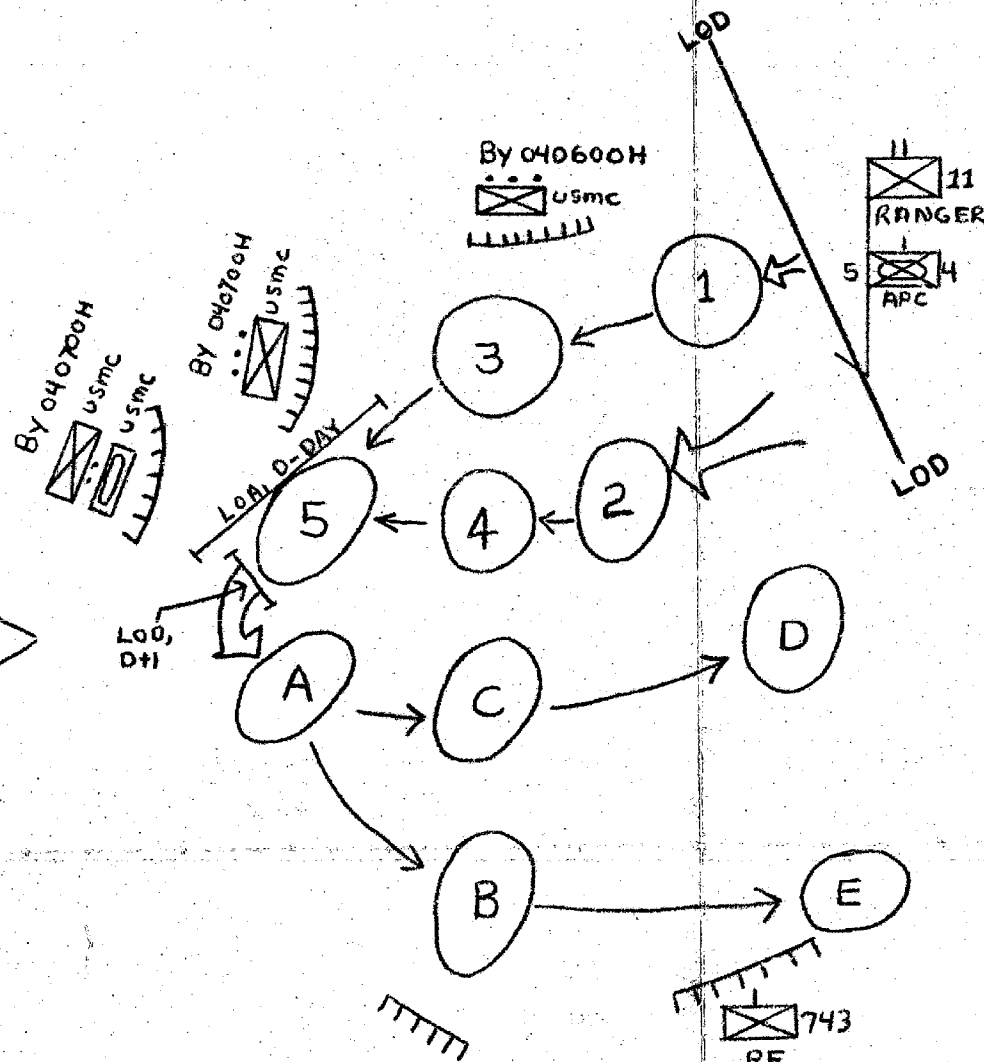 LOD
By 040600H
usmc
11
RANGER
5
4
APC
1
By 040700H
usmc
3
By 040700H
usmc
usmc
LOA, D-DAY
LOD
5
4
2
LOD,
D+1
A
C
D
B
E
743
RF